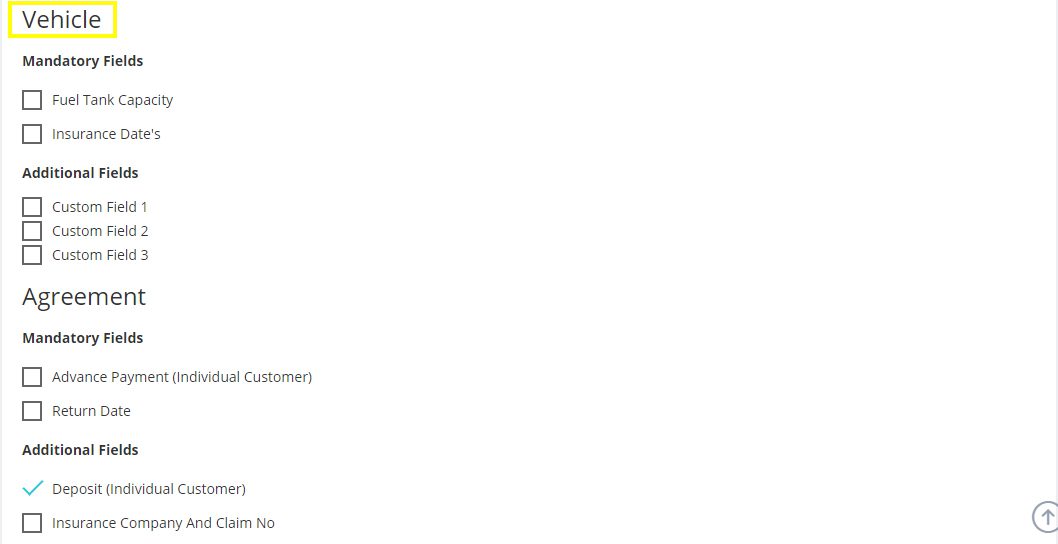 Vehicle
Mandatory Fields
Fuel Tank Capacity
Insurance Date's
Additional Fields
Custom Field 1
Custom Field 2
Custom Field 3
Agreement
Mandatory Fields
Advance Payment (Individual Customer)
Return Date
Additional Fields
Deposit (Individual Customer)
Insurance Company And Claim No